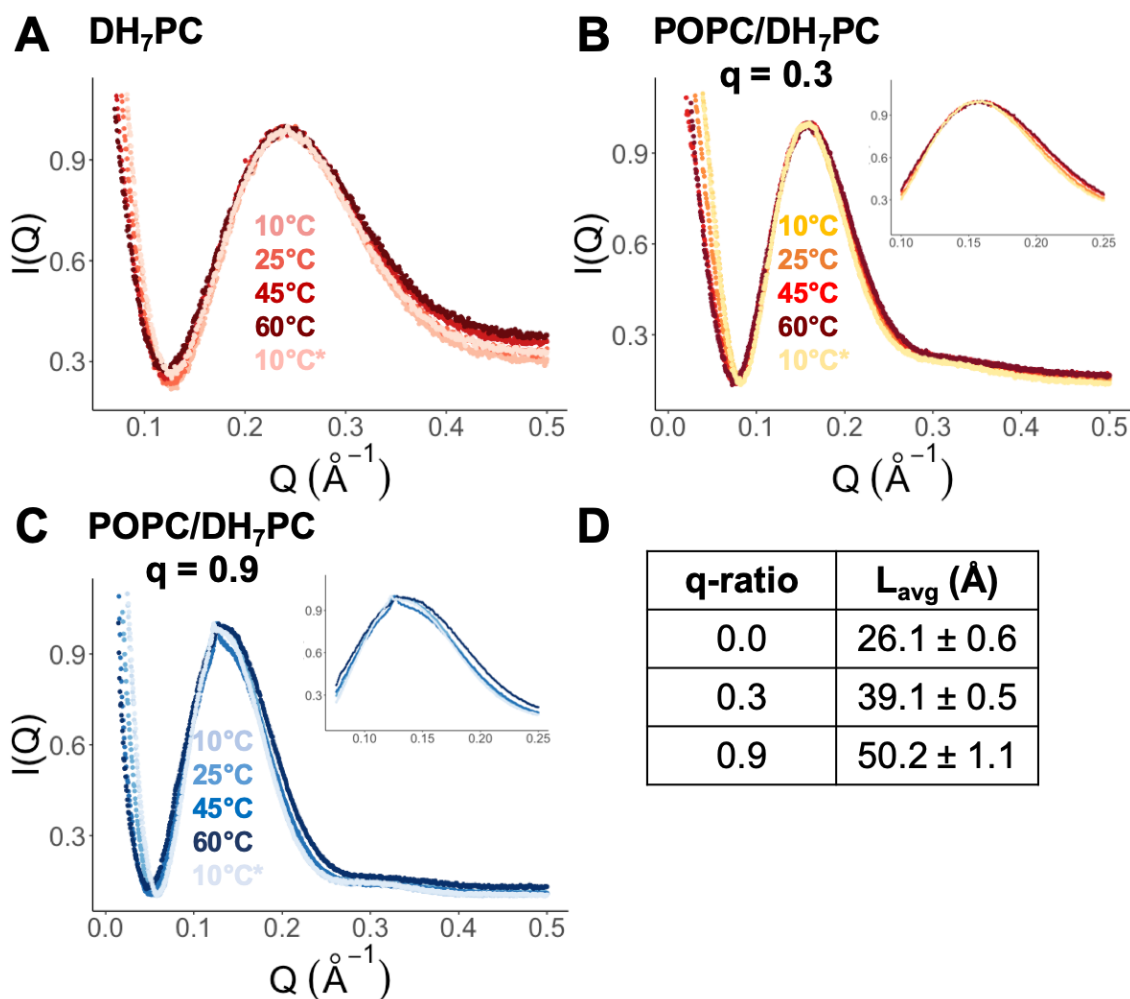 A DH₇PC
I(Q)
0.9
0.6
0.3
10°C
25°C
45°C
60°C
10°C*
0.1 0.2 0.3 0.4 0.5
Q (Å⁻¹)
B POPC/DH₇PC
q = 0.3
I(Q)
0.9
0.6
0.3
10°C
25°C
45°C
60°C
10°C*
0.9
0.6
0.3
0.10 0.15 0.20 0.25
0.0 0.1 0.2 0.3 0.4 0.5
Q (Å⁻¹)
C POPC/DH₇PC
q = 0.9
I(Q)
0.9
0.6
0.3
10°C
25°C
45°C
60°C
10°C*
0.9
0.6
0.3
0.10 0.15 0.20 0.25
0.0 0.1 0.2 0.3 0.4 0.5
Q (Å⁻¹)
D
q-ratio Lavg (Å)
0.0 26.1 ± 0.6
0.3 39.1 ± 0.5
0.9 50.2 ± 1.1